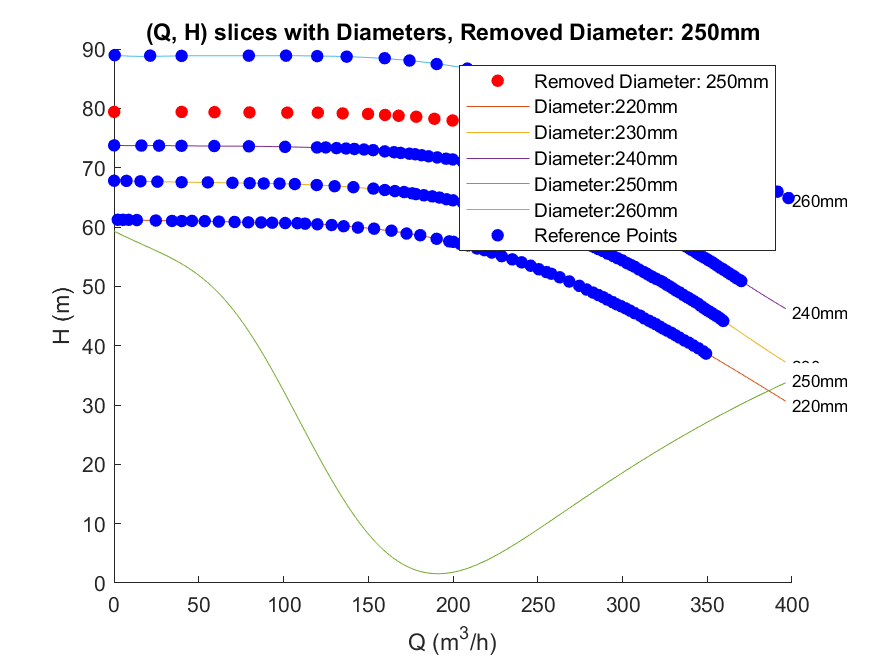 (Q, H) slices with Diameters, Removed Diameter: 250mm
90
80
70
60
50
40
30
20
10
0
H (m)
Removed Diameter: 250mm
Diameter:220mm
Diameter:230mm
Diameter:240mm
Diameter:250mm
Diameter:260mm
Reference Points
260mm
240mm
250mm
220mm
0
50
100
150
200
250
300
350
400
Q (m³/h)